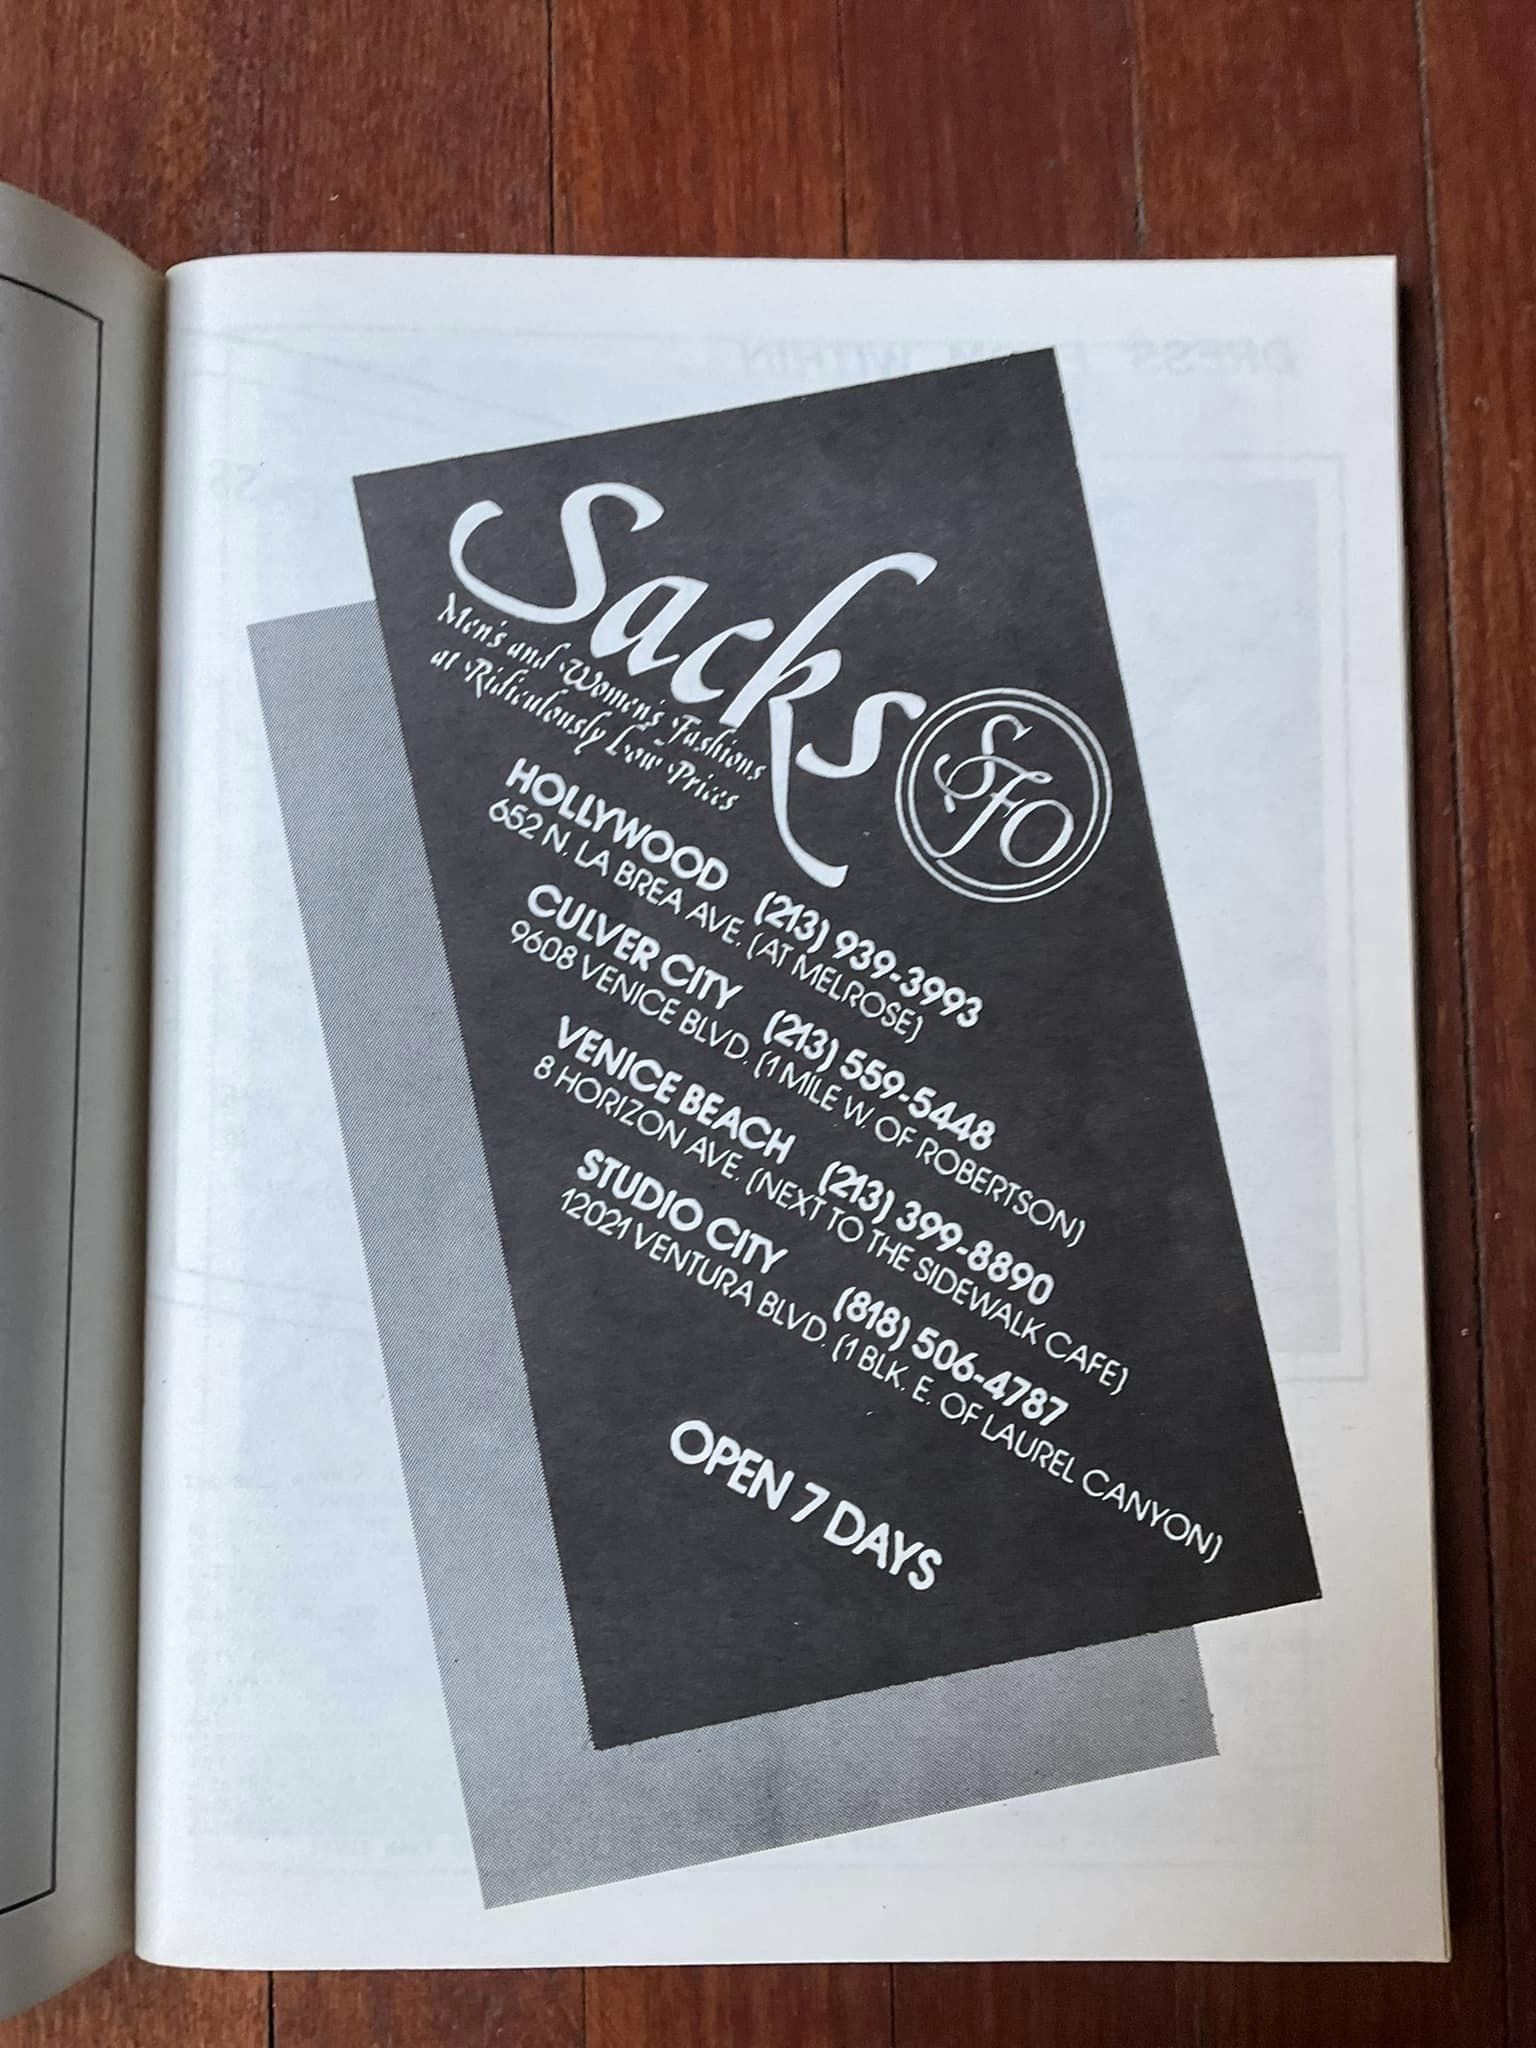 DRESS FROM WITHIN
Sacks
SFO
Men's and Women's Fashions
at Ridiculously Low Prices
HOLLYWOOD (213) 939-3993
652 N. LA BREA AVE. (AT MELROSE)
CULVER CITY (213) 559-5448
9608 VENICE BLVD. (1 MILE W. OF ROBERTSON)
VENICE BEACH (213) 399-8890
8 HORIZON AVE. (NEXT TO THE SIDEWALK CAFE)
STUDIO CITY (818) 506-4787
12021 VENTURA BLVD. (1 BLK. E. OF LAUREL CANYON)
OPEN 7 DAYS